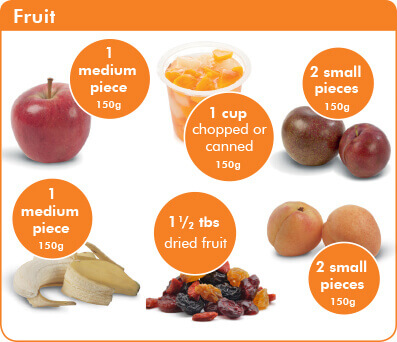 Fruit
1
medium
piece
150g
1 cup
chopped or
canned
150g
2 small
pieces
150g
1
medium
piece
150g
1 1/2 tbs
dried fruit
2 small
pieces
150g